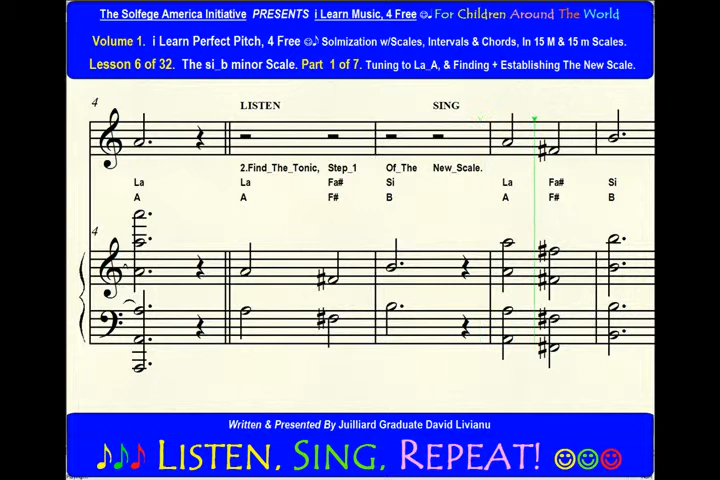 The Solfege America Initiative PRESENTS i Learn Music, 4 Free ☺♪ For Children Around The World
Volume 1. i Learn Perfect Pitch, 4 Free ☺♪ Solmization w/Scales, Intervals & Chords, In 15 M & 15 m Scales.
Lesson 6 of 32. The si_b minor Scale. Part 1 of 7. Tuning to La_A, & Finding + Establishing The New Scale.
4
LISTEN SING
2.Find_The_Tonic, Step_1 Of_The New_Scale.
La La Fa# Si La Fa# Si
A A F# B A F# B
4
Written & Presented By Juilliard Graduate David Livianu
♪♪♪ LISTEN, SING, REPEAT! ☺☺☺